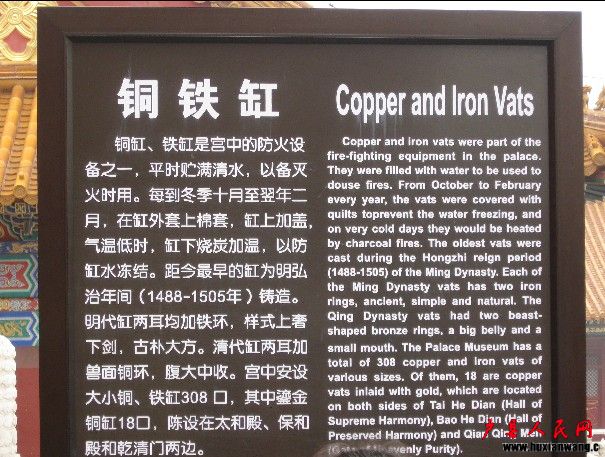 铜铁缸
铜缸、铁缸是宫中的防火设
备之一，平时贮满清水，以备灭
火时用。每到冬季十月至翌年二
月，在缸外套上棉套，缸上加盖，
气温低时，缸下烧炭加温，以防
缸水冻结。距今最早的缸为明弘
治年间（1488-1505年）铸造。
明代缸两耳均加铁环，样式上奢
下剑，古朴大方。清代缸两耳加
兽面铜环，腹大中收。宫中安设
大小铜、铁缸308口，其中鎏金
铜缸18口，陈设在太和殿、保和
殿和乾清门两边。
Copper and Iron Vats
Copper and iron vats were part of the
fire-fighting equipment in the palace.
They were filled with water to be used to
douse fires. From October to February
every year, the vats were covered with
quilts toprevent the water freezing, and
on very cold days they would be heated
by charcoal fires. The oldest vats were
cast during the Hongzhi reign period
(1488-1505) of the Ming Dynasty. Each of
the Ming Dynasty vats has two iron
rings, ancient, simple and natural. The
Qing Dynasty vats had two beast-
shaped bronze rings, a big belly and a
small mouth. The Palace Museum has a
total of 308 copper and iron vats of
various sizes. Of them, 18 are copper
vats inlaid with gold, which are located
on both sides of Tai He Dian (Hall of
Supreme Harmony), Bao He Dian (Hall of
Preserved Harmony) and Qian Qing Men
(Gate of Heavenly Purity).
人民网
www.huxianwang.c